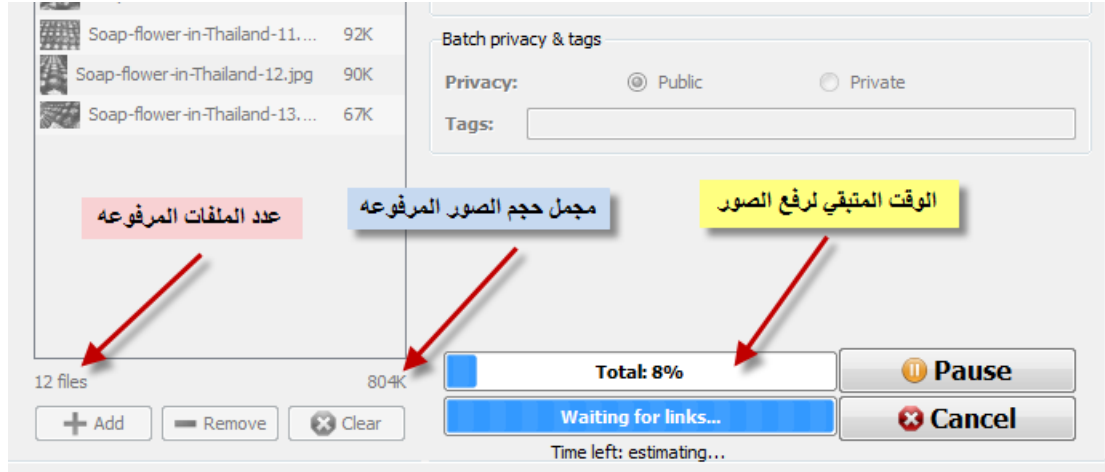 Soap-flower-in-Thailand-11.... 92K
Soap-flower-in-Thailand-12.jpg 90K
Soap-flower-in-Thailand-13.... 67K
Batch privacy & tags
Privacy: Public Private
Tags:
عدد الملفات المرفوعه
مجمل حجم الصور المرفوعه
الوقت المتبقي لرفع الصور
12 files 804K
Add Remove Clear
Total: 8%
Pause
Waiting for links...
Cancel
Time left: estimating...